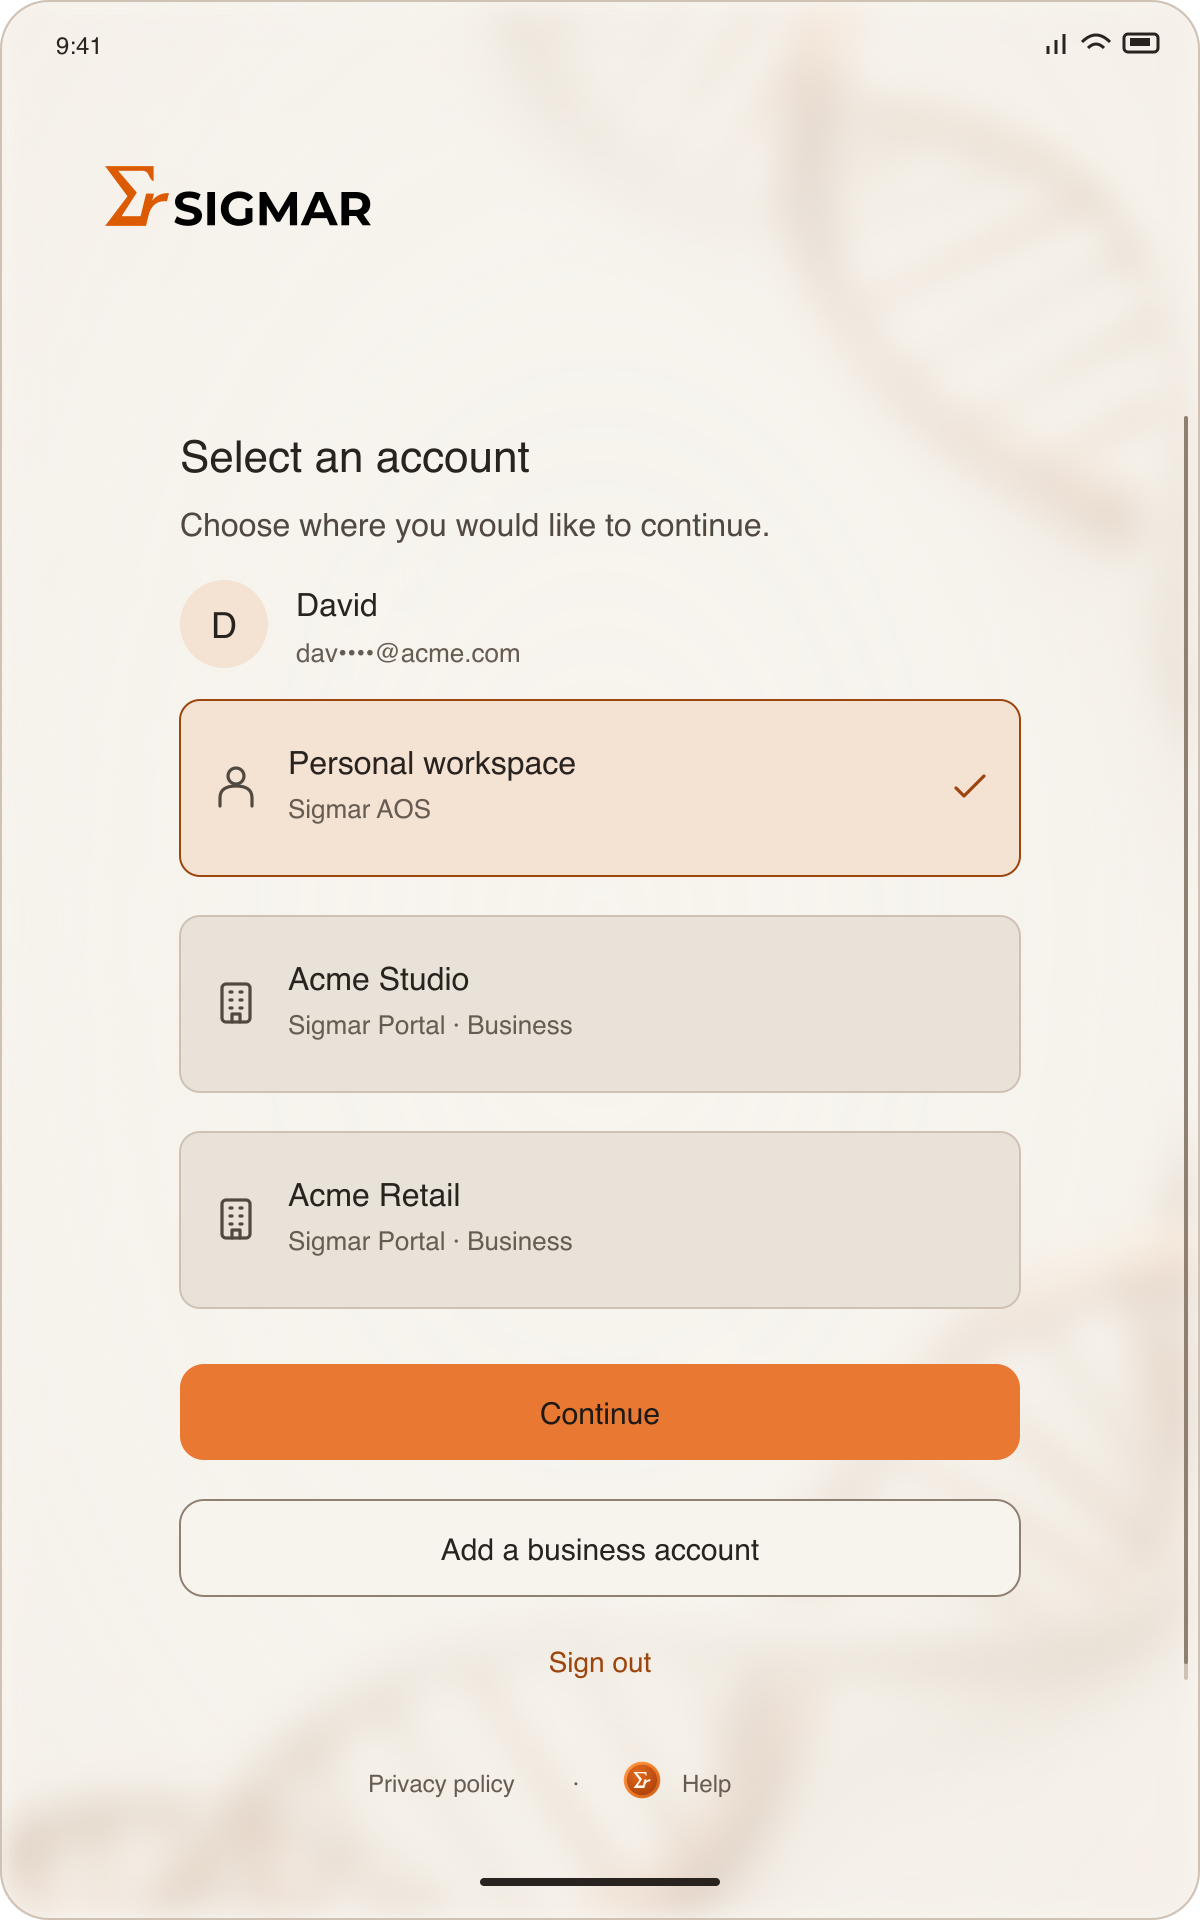 9:41
Σr SIGMAR
Select an account
Choose where you would like to continue.
D
David
dav••••@acme.com
Personal workspace
Sigmar AOS
Acme Studio
Sigmar Portal · Business
Acme Retail
Sigmar Portal · Business
Continue
Add a business account
Sign out
Privacy policy · Σr Help